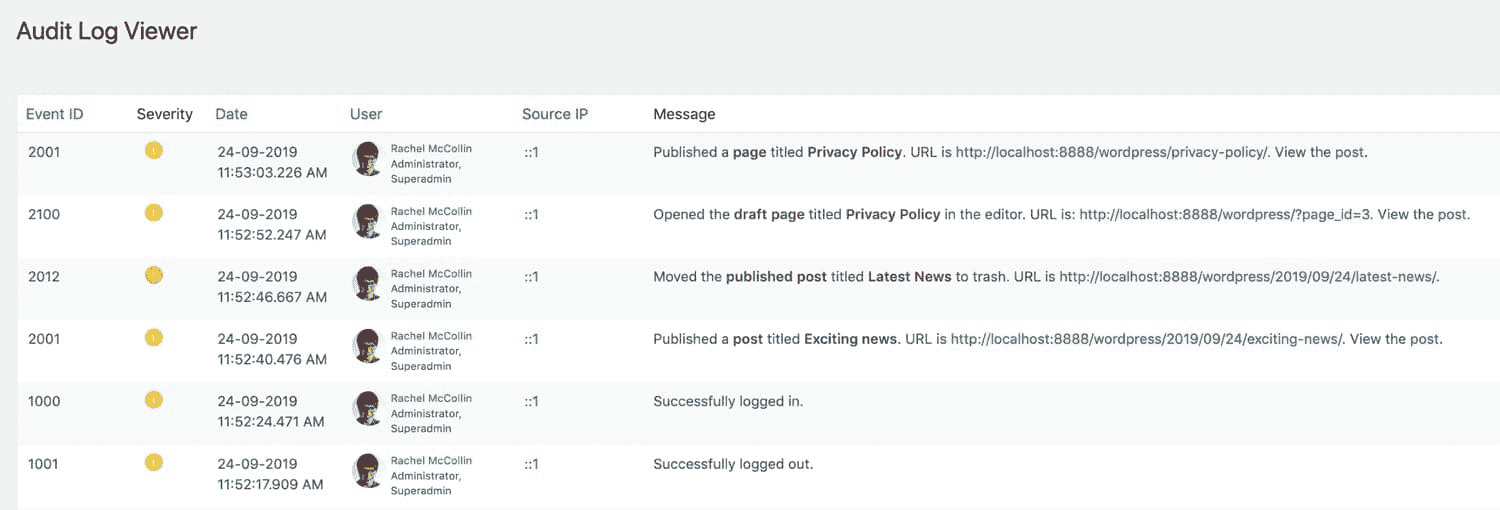 Audit Log Viewer
Event ID Severity Date User Source IP Message
2001 24-09-2019 11:53:03.226 AM Rachel McCollin Administrator, Superadmin ::1 Published a page titled Privacy Policy. URL is http://localhost:8888/wordpress/privacy-policy/. View the post.
2100 24-09-2019 11:52:52.247 AM Rachel McCollin Administrator, Superadmin ::1 Opened the draft page titled Privacy Policy in the editor. URL is: http://localhost:8888/wordpress/?page_id=3. View the post.
2012 24-09-2019 11:52:46.667 AM Rachel McCollin Administrator, Superadmin ::1 Moved the published post titled Latest News to trash. URL is http://localhost:8888/wordpress/2019/09/24/latest-news/.
2001 24-09-2019 11:52:40.476 AM Rachel McCollin Administrator, Superadmin ::1 Published a post titled Exciting news. URL is http://localhost:8888/wordpress/2019/09/24/exciting-news/. View the post.
1000 24-09-2019 11:52:24.471 AM Rachel McCollin Administrator, Superadmin ::1 Successfully logged in.
1001 24-09-2019 11:52:17.909 AM Rachel McCollin Administrator, Superadmin ::1 Successfully logged out.